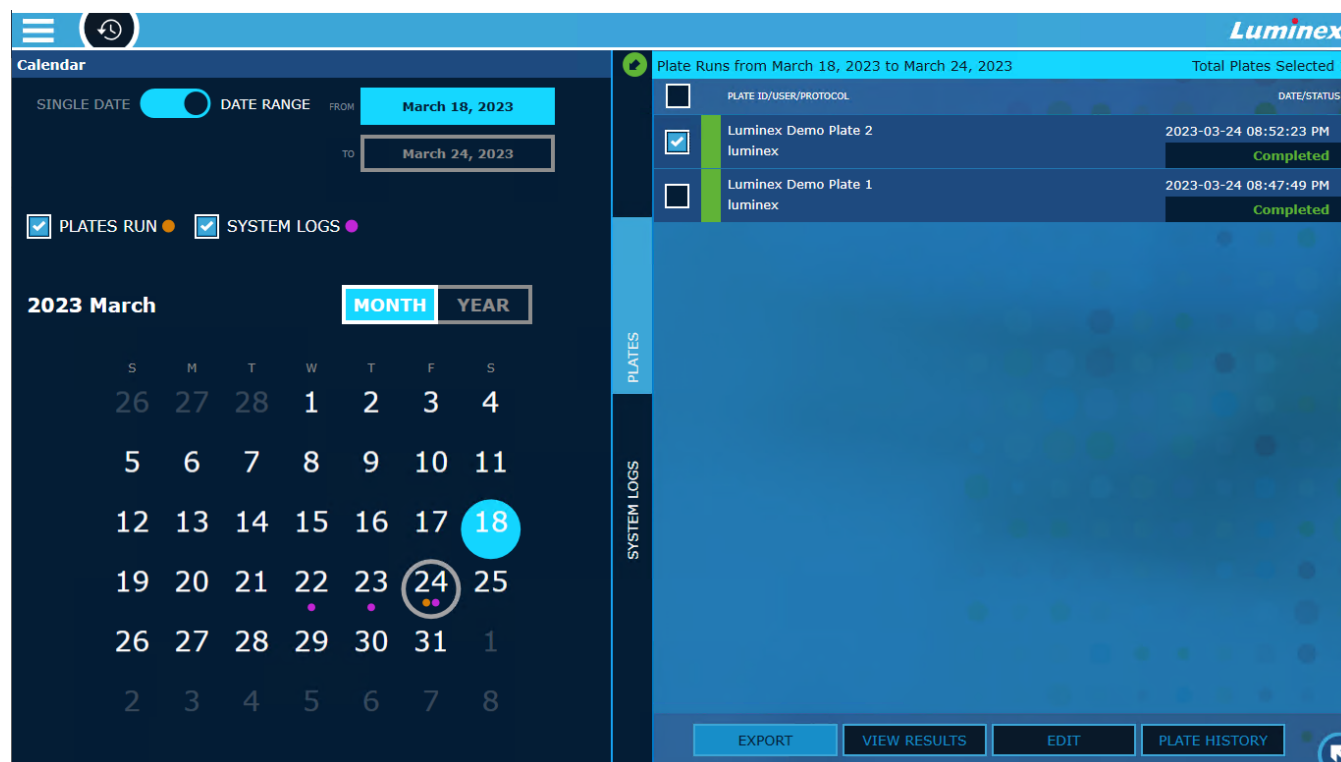 Luminex
Calendar
SINGLE DATE DATE RANGE FROM March 18, 2023
TO March 24, 2023
PLATES RUN SYSTEM LOGS
2023 March MONTH YEAR
S M T W T F S
26 27 28 1 2 3 4
5 6 7 8 9 10 11
12 13 14 15 16 17 18
19 20 21 22 23 24 25
26 27 28 29 30 31 1
2 3 4 5 6 7 8
PLATES
SYSTEM LOGS
Plate Runs from March 18, 2023 to March 24, 2023 Total Plates Selected
PLATE ID/USER/PROTOCOL DATE/STATUS
Luminex Demo Plate 2 2023-03-24 08:52:23 PM
luminex Completed
Luminex Demo Plate 1 2023-03-24 08:47:49 PM
luminex Completed
EXPORT VIEW RESULTS EDIT PLATE HISTORY